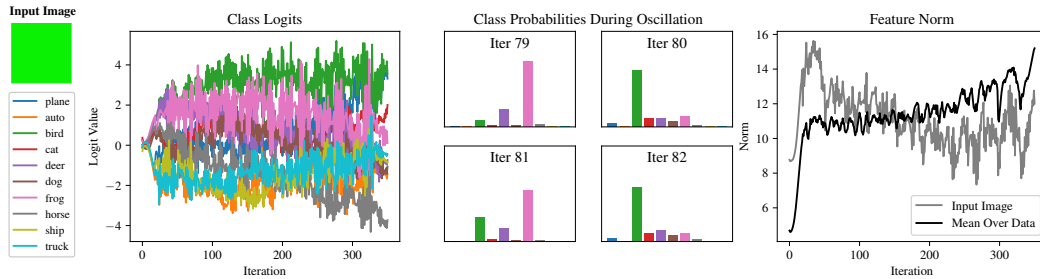 Input Image
plane
auto
bird
cat
deer
dog
frog
horse
ship
truck
Class Logits
Logit Value
4
2
0
−2
−4
0
100
200
300
Iteration
Class Probabilities During Oscillation
Iter 79
Iter 80
Iter 81
Iter 82
Feature Norm
Norm
16
14
12
10
8
6
0
100
200
300
Iteration
Input Image
Mean Over Data